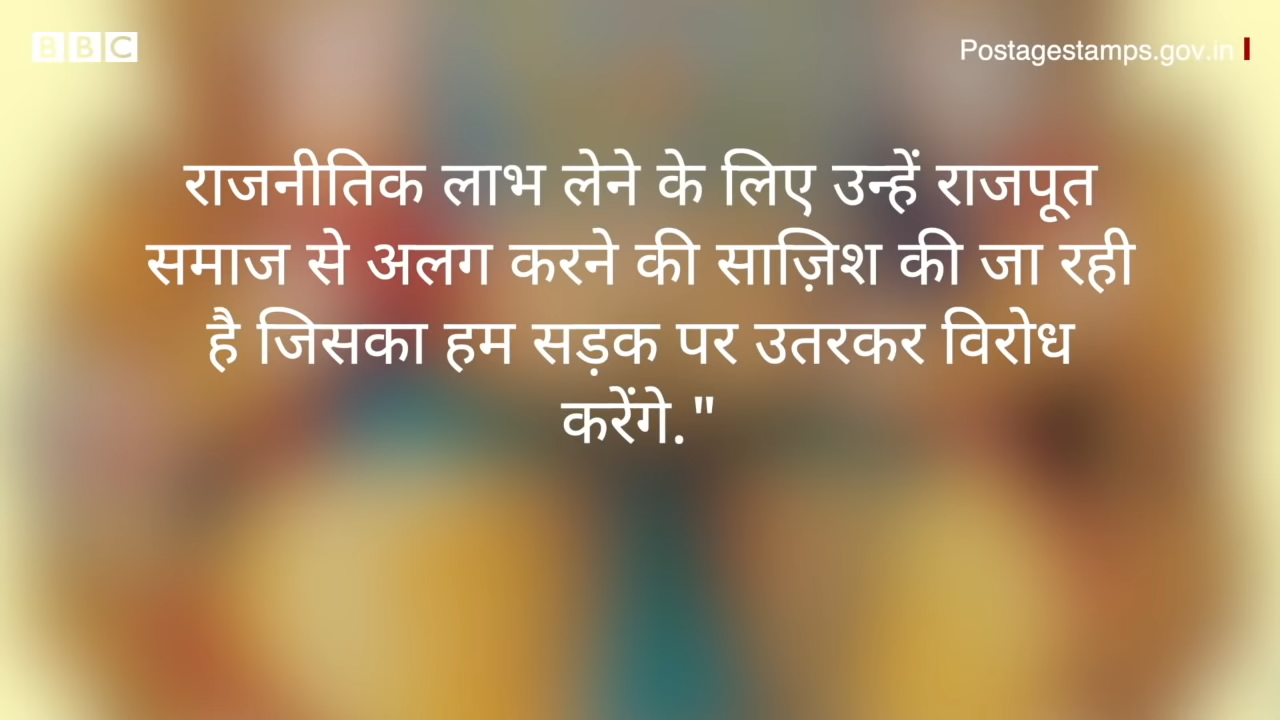 BBC
Postagestamps.gov.in
राजनीतिक लाभ लेने के लिए उन्हें राजपूत
समाज से अलग करने की साज़िश की जा रही
है जिसका हम सड़क पर उतरकर विरोध
करेंगे."